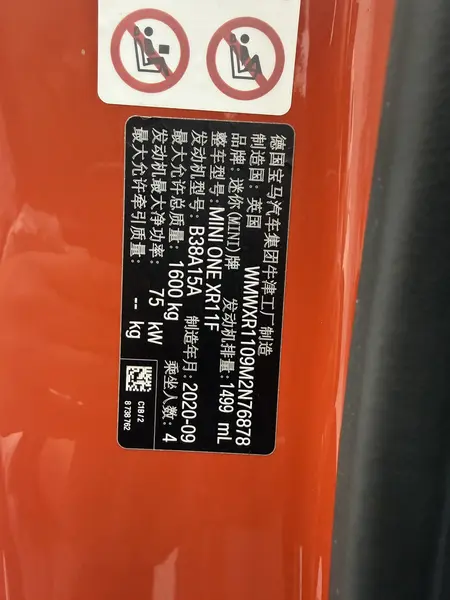 德国宝马汽车集团牛津工厂制造
制造国: 英国 WMWXR1109M2N76878
品牌: 迷你(MINI)牌 发动机排量: 1499 mL
整车型号: MINI ONE XR11F
发动机型号: B38A15A 制造年月: 2020-09
最大允许总质量: 1600 kg 乘坐人数: 4
发动机最大净功率: 75 kW
最大允许牵引质量: -- kg
C1B/2
8 738 762